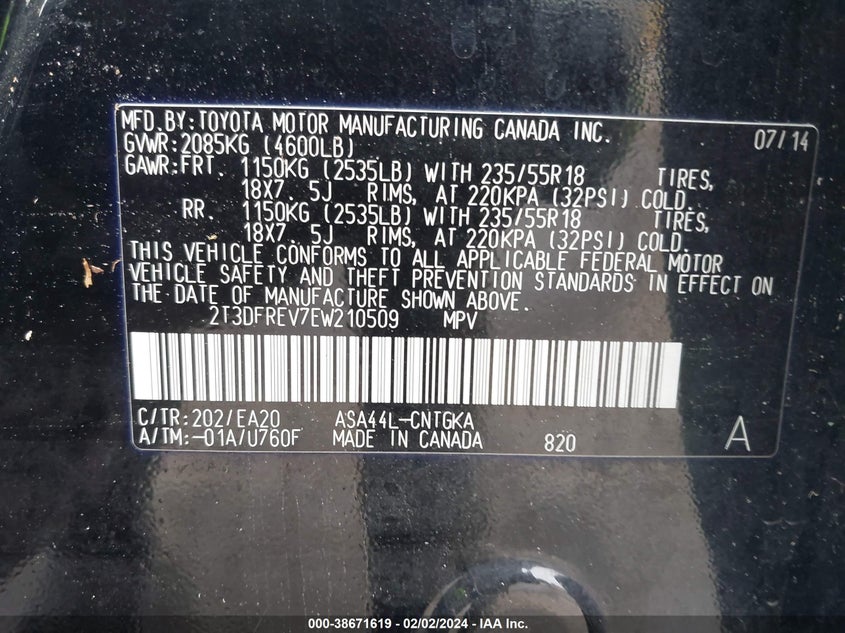 MFD.BY:TOYOTA MOTOR MANUFACTURING CANADA INC. 07/14
GVWR:2085KG (4600LB)
GAWR:FRT. 1150KG (2535LB) WITH 235/55R18 TIRES,
18X7. 5J RIMS, AT 220KPA (32PSI) COLD.
RR. 1150KG (2535LB) WITH 235/55R18 TIRES,
18X7. 5J RIMS, AT 220KPA (32PSI) COLD.
THIS VEHICLE CONFORMS TO ALL APPLICABLE FEDERAL MOTOR
VEHICLE SAFETY AND THEFT PREVENTION STANDARDS IN EFFECT ON
THE DATE OF MANUFACTURE SHOWN ABOVE.
2T3DFREV7EW210509 MPV
C/TR:202/EA20 ASA44L-CNTGKA
A/TM:-01A/U760F MADE IN CANADA 820 A
000-38671619 - 02/02/2024 - IAA Inc.